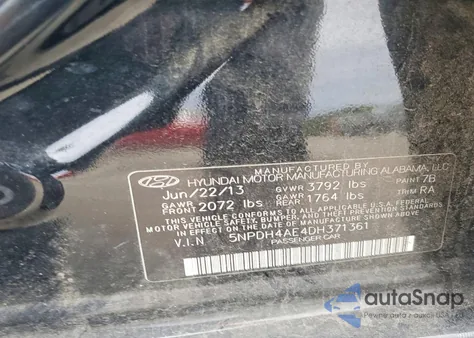 MANUFACTURED BY
HYUNDAI MOTOR MANUFACTURING ALABAMA, LLC
Jun/22/13 GVWR 3792 lbs PAINT 7B
GAWR FRONT 2072 lbs GAWR REAR 1764 lbs TRIM RA
THIS VEHICLE CONFORMS TO ALL APPLICABLE U.S. FEDERAL
MOTOR VEHICLE SAFETY, BUMPER, AND THEFT PREVENTION STANDARDS
IN EFFECT ON THE DATE OF MANUFACTURE SHOWN ABOVE.
V.I.N 5NPDH4AE4DH371361
PASSENGER CAR
autoSnap